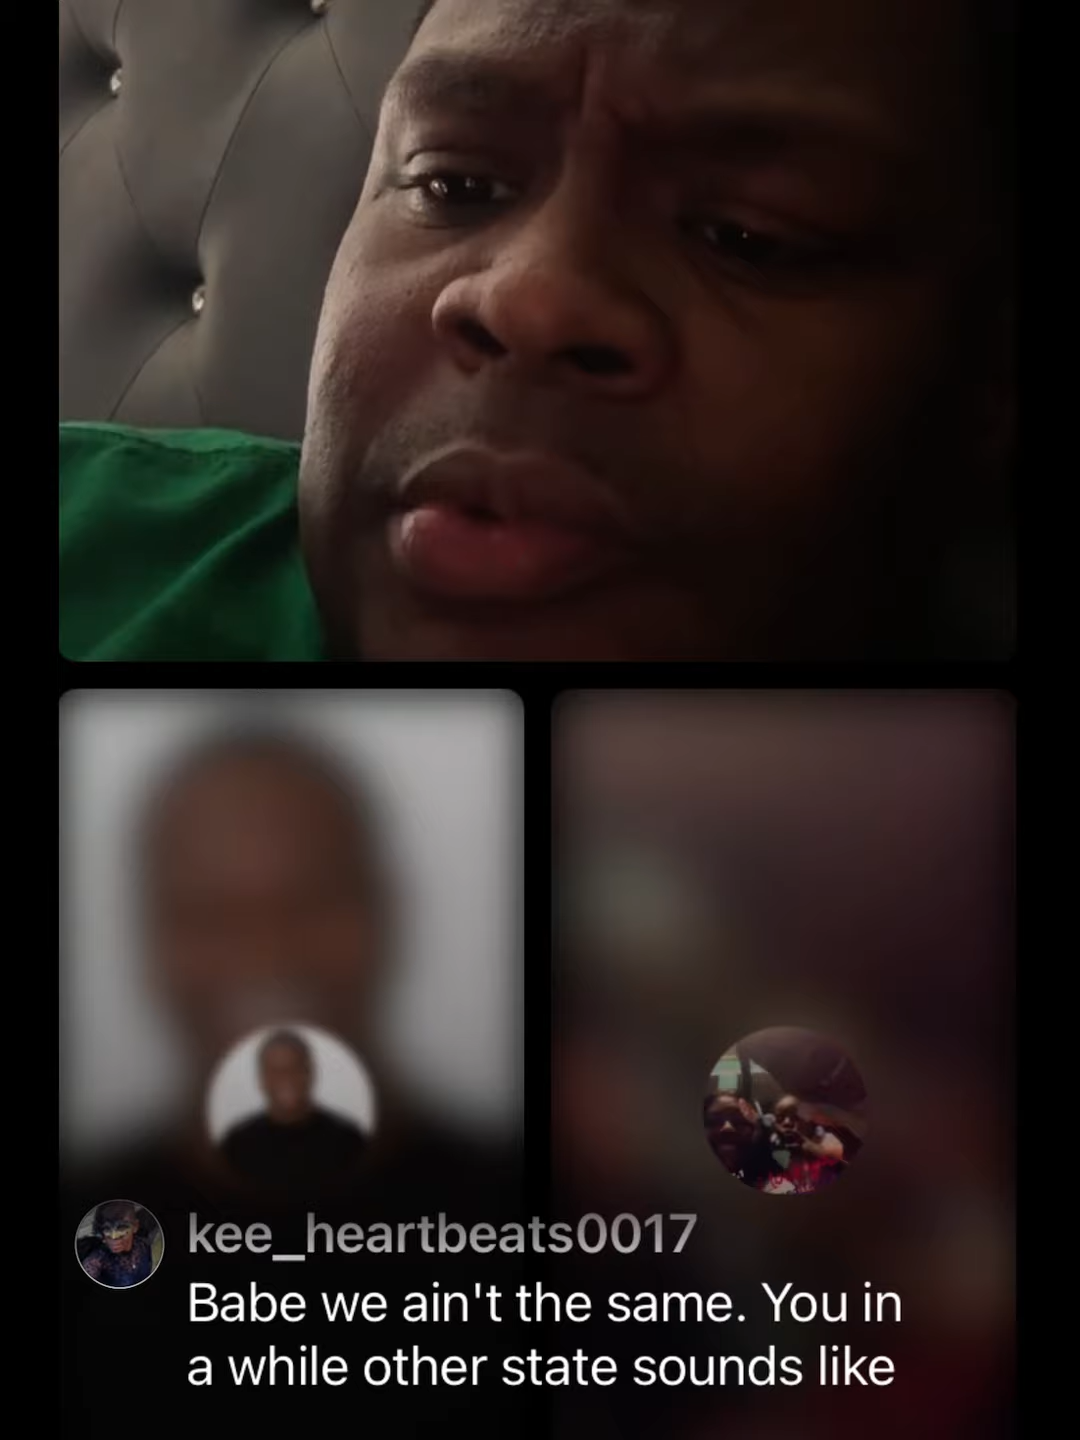 kee_heartbeats0017
Babe we ain't the same. You in
a while other state sounds like